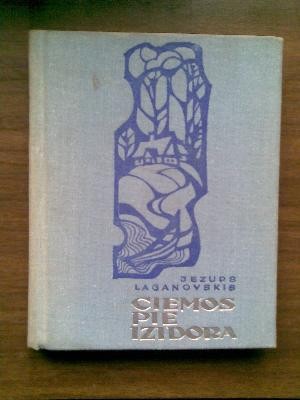 JEZUPS
LAGANOVSKIS
CIEMOS
PIE
IZIDORA